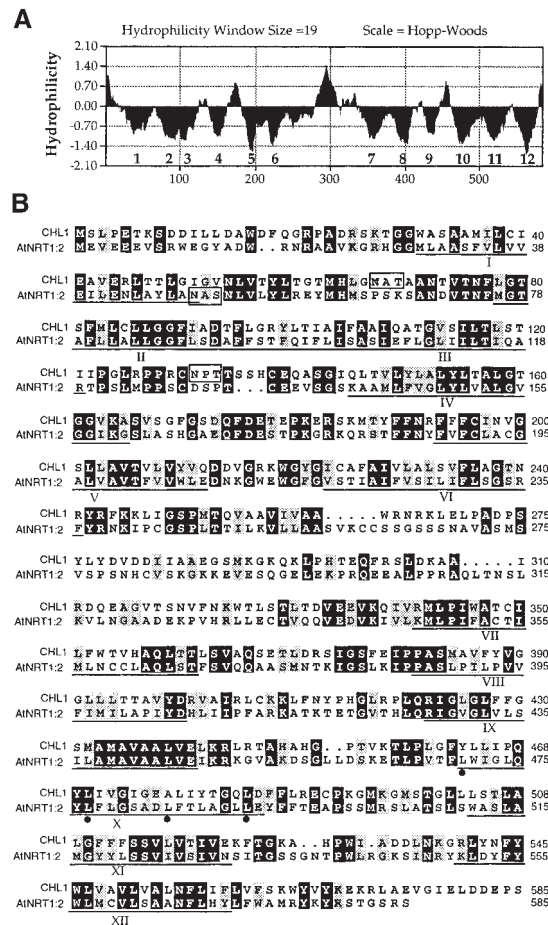 A
Hydrophilicity Window Size =19 Scale = Hopp-Woods
Hydrophilicity
2.10
1.40
0.70
0.00
-0.70
-1.40
-2.10
1 2 3 4 5 6 7 8 9 10 11 12
100 200 300 400 500
B
CHL1 MSLPETKSDDILLDAWDFQGRPADRSKTGGWASAAMILCI 40
AtNRT1:2 MEVEEEVSRWEGYADW..RNRAAVKGRHGGMLAASFVLVV 38
I
CHL1 EAVERLTTLGIGVNLVTYLTGTMHLGNATAANTVTNFLGT 80
AtNRT1:2 EILENLAYLANASNLVLYLREYMHMSPSKSANDVTNFMGT 78
CHL1 SFMLCLLGGFIADTFLGRYLTIAIFAAIQATGVSILTLST 120
AtNRT1:2 AFLLALLGGFLSDAFFSTFQIFLISASIEFLGLIILTIQA 118
II III
CHL1 IIPGLRPPRCNPTTSSHCEQASGIQLTVLYLALYLTALGT 160
AtNRT1:2 RTPSLMPPSCDSPT...CEEVSGSKAAMLFVGLYLVALGV 155
IV
CHL1 GGVKASVSGFGSDQFDETEPKERSKMTYFFNRFFFCINVG 200
AtNRT1:2 GGIKGSLASHGAEQFDESTPKGRKQRSTFFNYFVFCLACG 195
CHL1 SLLAVTVLVYVQDDVGRKWGYGICAFAIVLALSVFLAGTN 240
AtNRT1:2 ALVAVTFVVWLEDNKGWEWGFGVSTIAIFVSILIFLSGSR 235
V VI
CHL1 RYRFKKLIGSPMTQVAAVIVAA....WRNRKLELPADPS 275
AtNRT1:2 FYRNKIPCGSPLTTILKVLLAASVKCCSSGSSSNAVASMS 275
CHL1 YLYDVDDIIAAEGSMKGKQKLPHTEQFRSLDKAA.....I 310
AtNRT1:2 VSPSNHCVSKGKKEVESQGELEKPRQEEALPPRAQLTNSL 315
CHL1 RDQEAGVTSNVFNKWTLSTLTDVEEVKQIVRMLPIWATCI 350
AtNRT1:2 KVLNGAADEKPVHRLLECTVQQVEDVKIVLKMLPIFACTI 355
VII
CHL1 LFWTVHAQLTTLSVAQSETLDRSIGSFEIPPASMAVFYVG 390
AtNRT1:2 MLNCCLAQLSTFSVQQAASMNTKIGSLKIPPASLPILPVV 395
VIII
CHL1 GLLLTTAVYDRVAIRLCKKLFNYPHGLRPLQRIGLGLFFG 430
AtNRT1:2 FIMILAPIYDHLIIPFARKATKTETGVTHLQRIGVGLVLS 435
IX
CHL1 SMAMAVAALVELKRLRTAHAHG..PTVKTLPLGFYLLIPQ 468
AtNRT1:2 ILAMAVAALVEIKRKGVAKDSGLLDSKETLPVTFLWIGLQ 475
CHL1 YLIVGIGEALIYTGQLDFFLRECPKGMKGMSTGLLLSTLA 508
AtNRT1:2 YLFLGSADLFTLAGLLEYFFTEAPSSMRSLATSLSWASLA 515
X
CHL1 LGFFFSSVLVTIVEKFTGKA..HPWI.ADDLNKGRLYNFY 545
AtNRT1:2 MGYYLSSVIVSIVNSITGSSGNTPWLRGKSINRYKLDYFY 555
XI
CHL1 WLVAVLVALNFLIFLVFSKWYVYKEKRLAEVGIELDDEPS 585
AtNRT1:2 WLMCVLSAANFLHYLFWAMRYKYRSTGSRS 585
XII